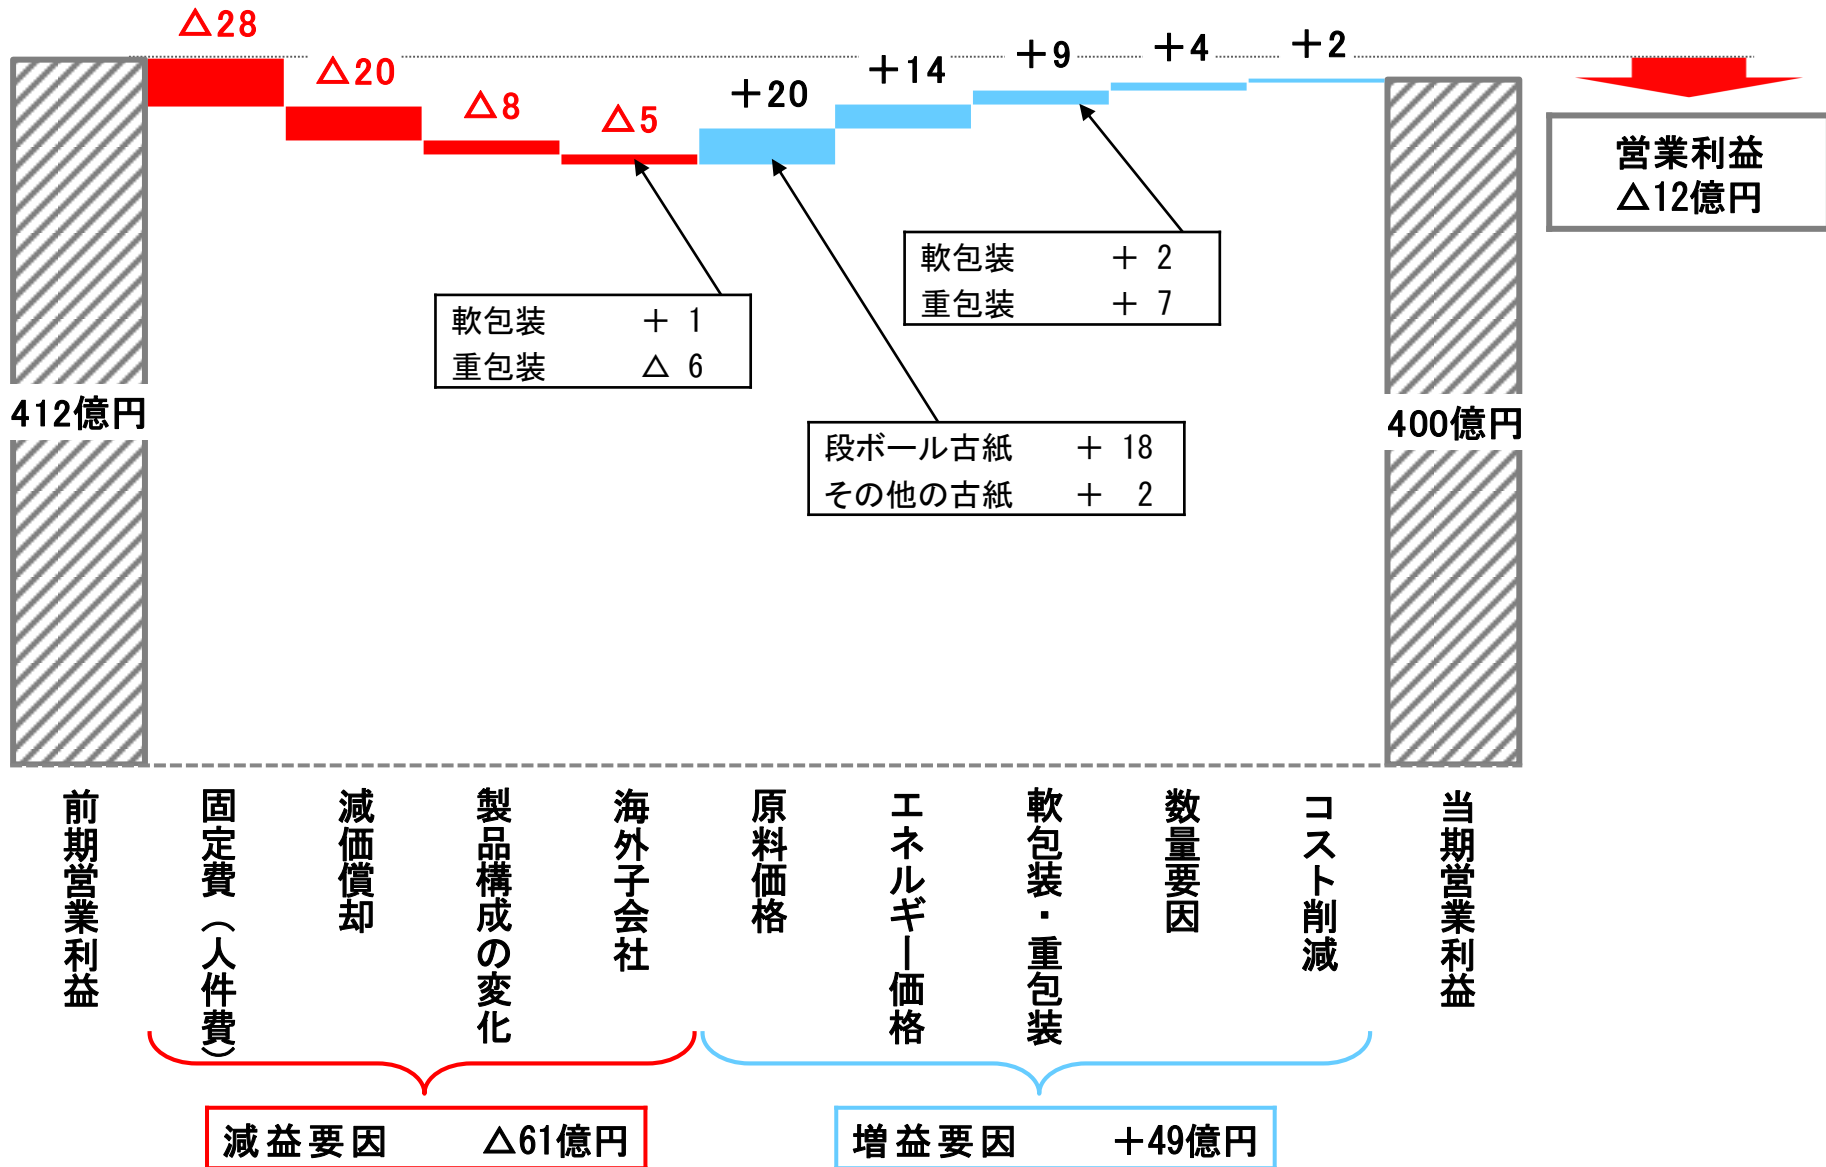 △28
△20
△8
△5
＋20
＋14
＋9
＋4
＋2
営業利益
△12億円
軟包装 ＋ 2
重包装 ＋ 7
軟包装 ＋ 1
重包装 △ 6
412億円
400億円
段ボール古紙 ＋ 18
その他の古紙 ＋ 2
前期営業利益
固定費（人件費）
減価償却
製品構成の変化
海外子会社
原料価格
エネルギー価格
軟包装・重包装
数量要因
コスト削減
当期営業利益
減益要因 △61億円
増益要因 ＋49億円